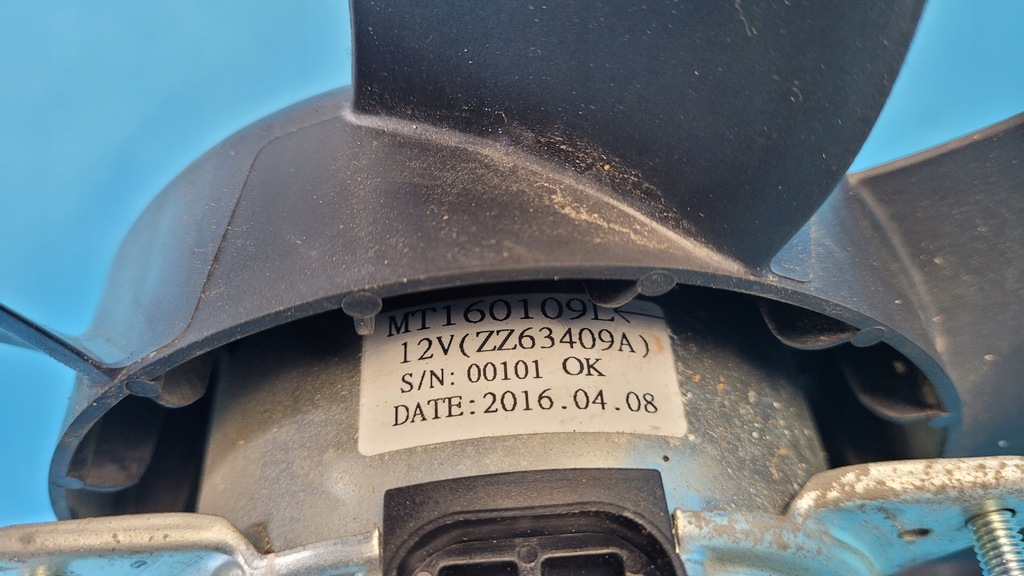 MT160109L←
12V(ZZ63409A)
S/N: 00101 OK
DATE:2016.04.08